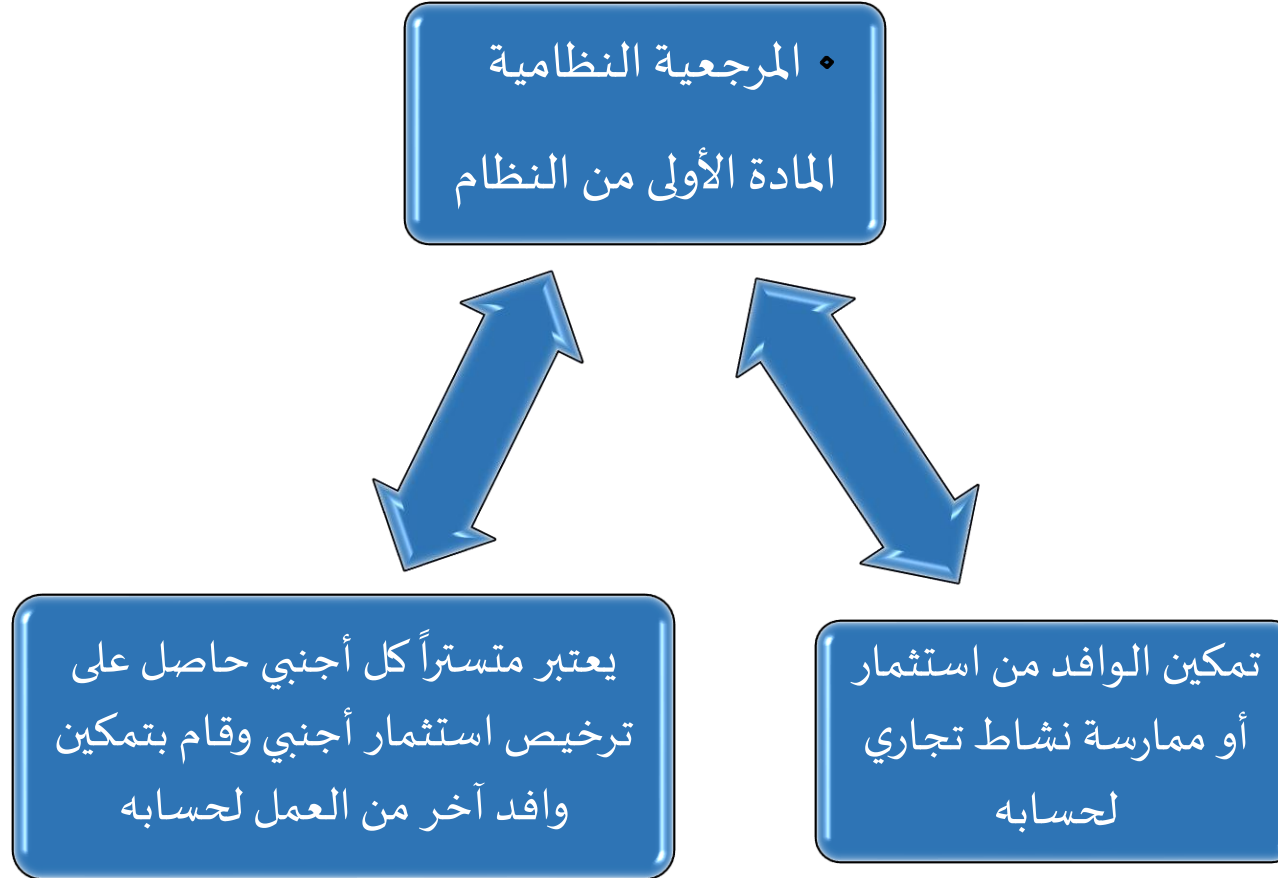 • المرجعية النظامية
المادة الأولى من النظام
تمكين الوافد من استثمار
أو ممارسة نشاط تجاري
لحسابه
يعتبر متستراً كل أجنبي حاصل على
ترخيص استثمار أجنبي وقام بتمكين
وافد آخر من العمل لحسابه